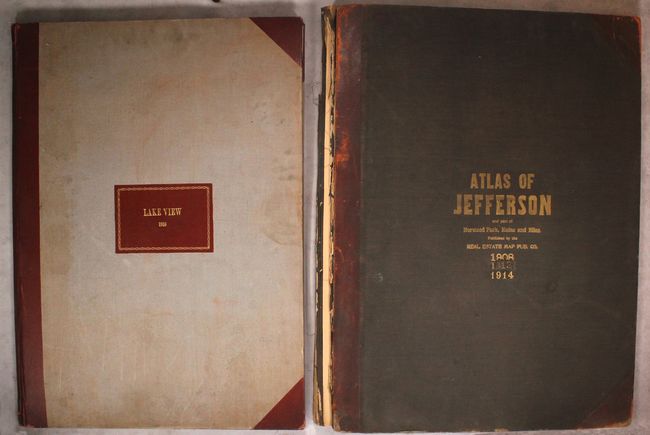 LAKE VIEW
ATLAS OF
JEFFERSON
and part of
Norwood Park, Maine and Niles
Published by the
REAL ESTATE MAP PUB. CO.
1908
1914